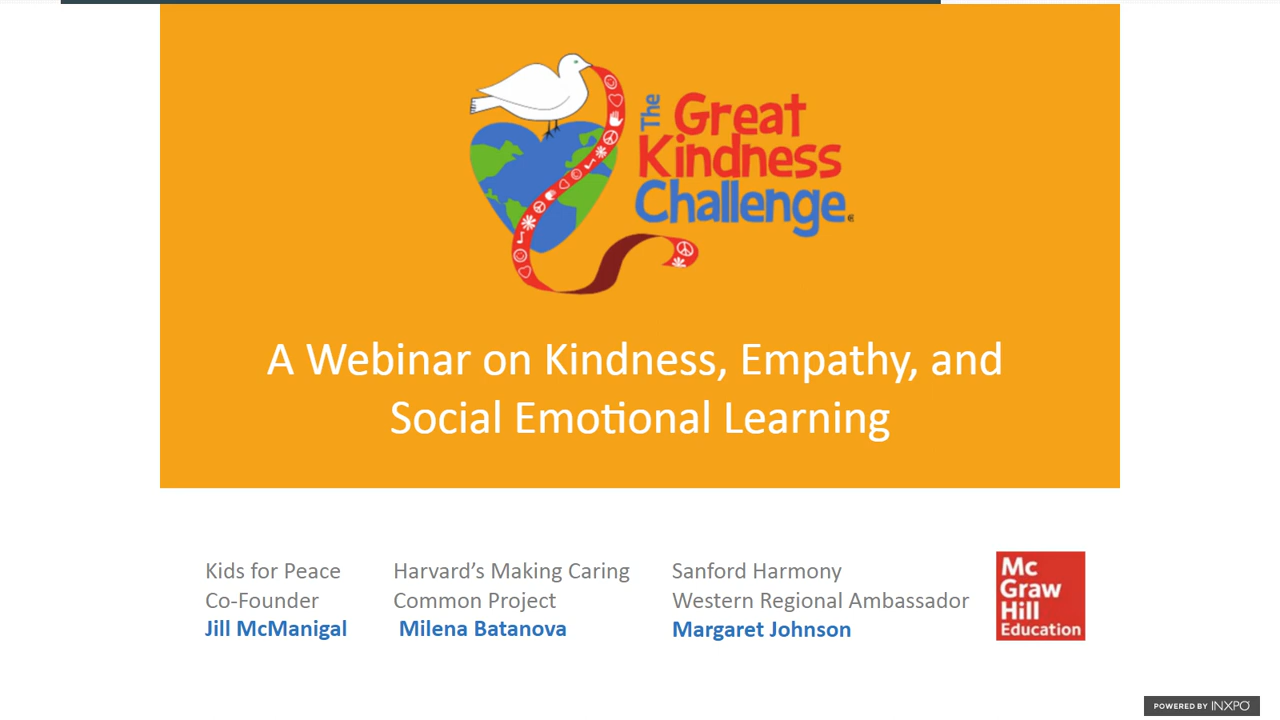 The
Great
Kindness
Challenge®
A Webinar on Kindness, Empathy, and
Social Emotional Learning
Kids for Peace
Co-Founder
Jill McManigal
Harvard's Making Caring
Common Project
Milena Batanova
Sanford Harmony
Western Regional Ambassador
Margaret Johnson
Mc
Graw
Hill
Education
POWERED BY INXPO